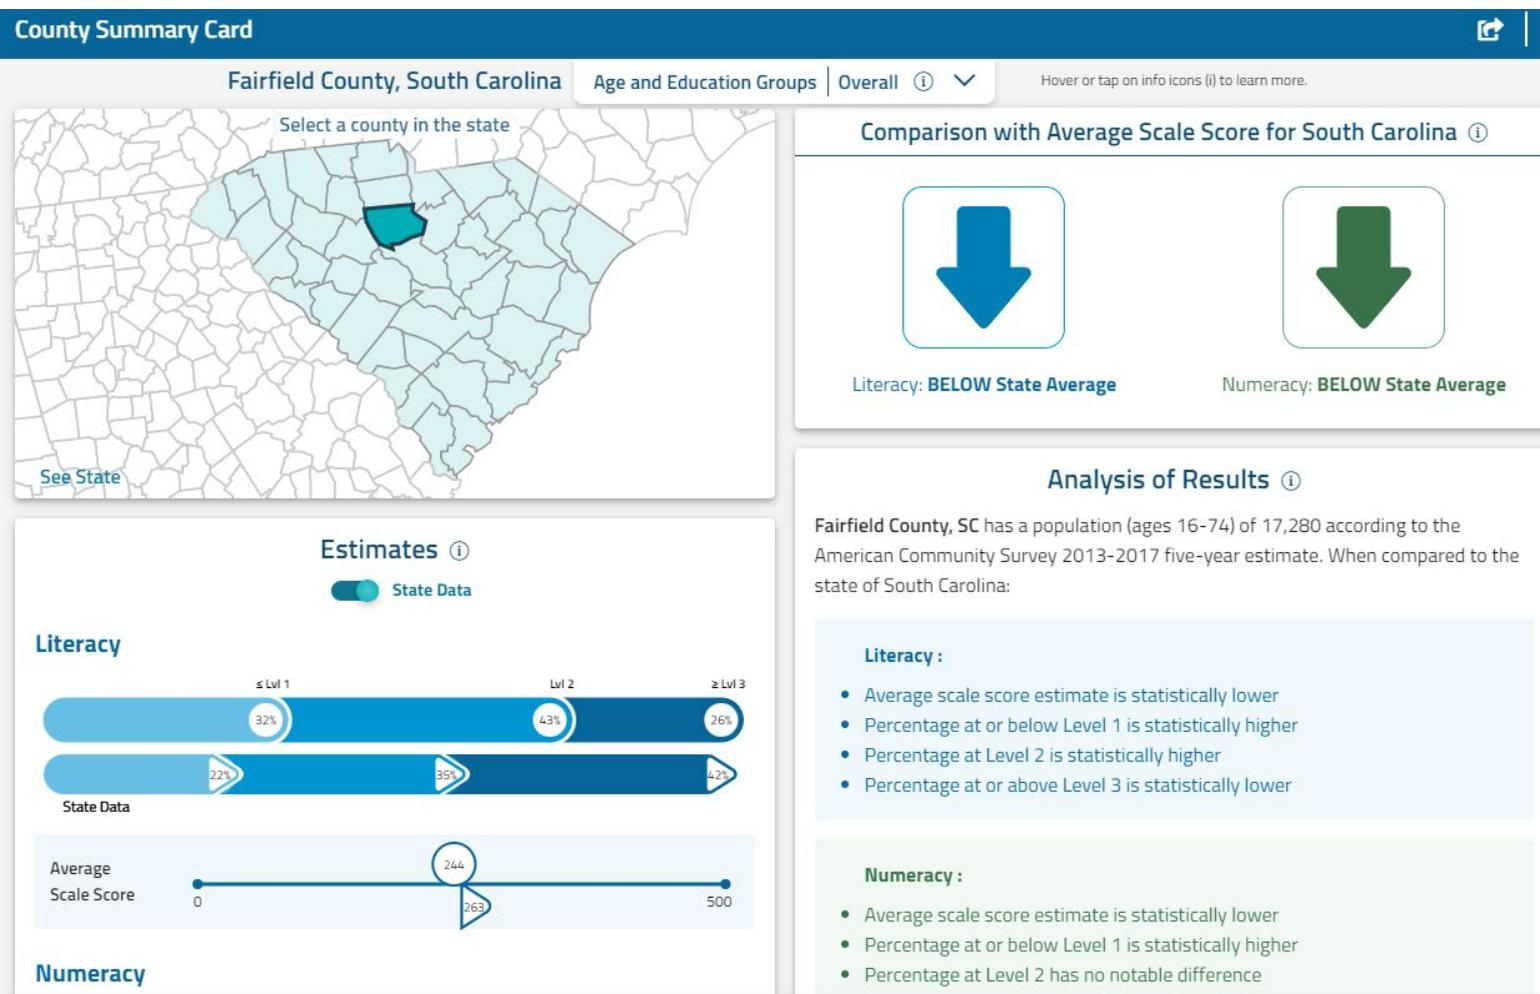 County Summary Card
Fairfield County, South Carolina
Age and Education Groups | Overall ⓘ
Hover or tap on info icons (i) to learn more.
Select a county in the state
See State
Comparison with Average Scale Score for South Carolina ⓘ
Literacy: BELOW State Average
Numeracy: BELOW State Average
Estimates ⓘ
State Data
Literacy
≤ Lvl 1
Lvl 2
≥ Lvl 3
32%
43%
26%
22%
35%
42%
State Data
Average
Scale Score
244
0
500
263
Numeracy
Analysis of Results ⓘ
Fairfield County, SC has a population (ages 16-74) of 17,280 according to the
American Community Survey 2013-2017 five-year estimate. When compared to the
state of South Carolina:
Literacy :
• Average scale score estimate is statistically lower
• Percentage at or below Level 1 is statistically higher
• Percentage at Level 2 is statistically higher
• Percentage at or above Level 3 is statistically lower
Numeracy :
• Average scale score estimate is statistically lower
• Percentage at or below Level 1 is statistically higher
• Percentage at Level 2 has no notable difference